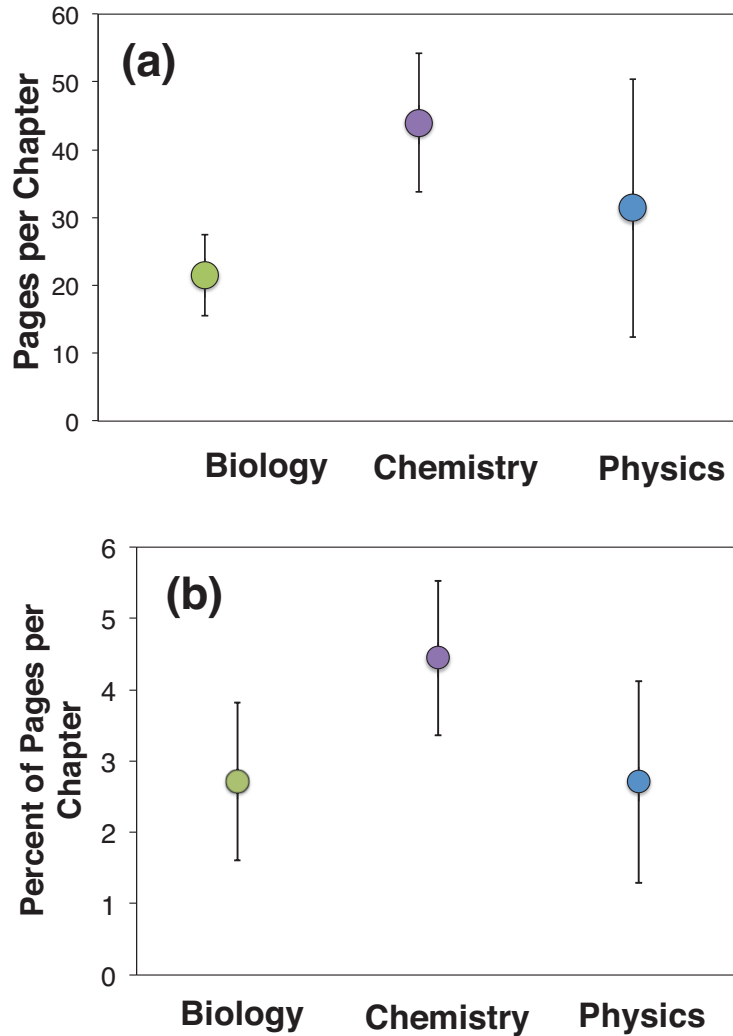 (a)
Pages per Chapter
60
50
40
30
20
10
0
Biology Chemistry Physics
(b)
Percent of Pages per
Chapter
6
5
4
3
2
1
0
Biology Chemistry Physics